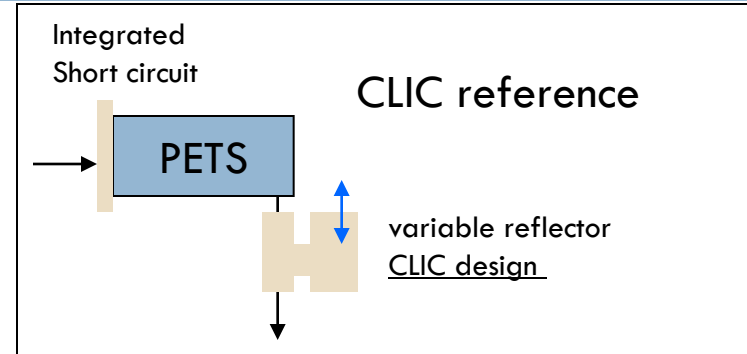 Integrated
Short circuit
CLIC reference
PETS
variable reflector
CLIC design